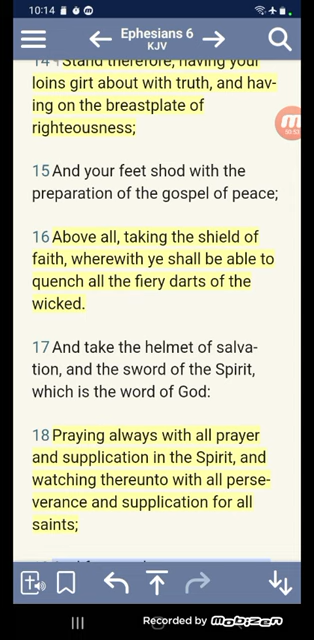 10:14
Ephesians 6
KJV
14 Stand therefore, having your
loins girt about with truth, and hav-
ing on the breastplate of
righteousness;
15 And your feet shod with the
preparation of the gospel of peace;
16 Above all, taking the shield of
faith, wherewith ye shall be able to
quench all the fiery darts of the
wicked.
17 And take the helmet of salva-
tion, and the sword of the Spirit,
which is the word of God:
18 Praying always with all prayer
and supplication in the Spirit, and
watching thereunto with all perse-
verance and supplication for all
saints;
Recorded by mobizen